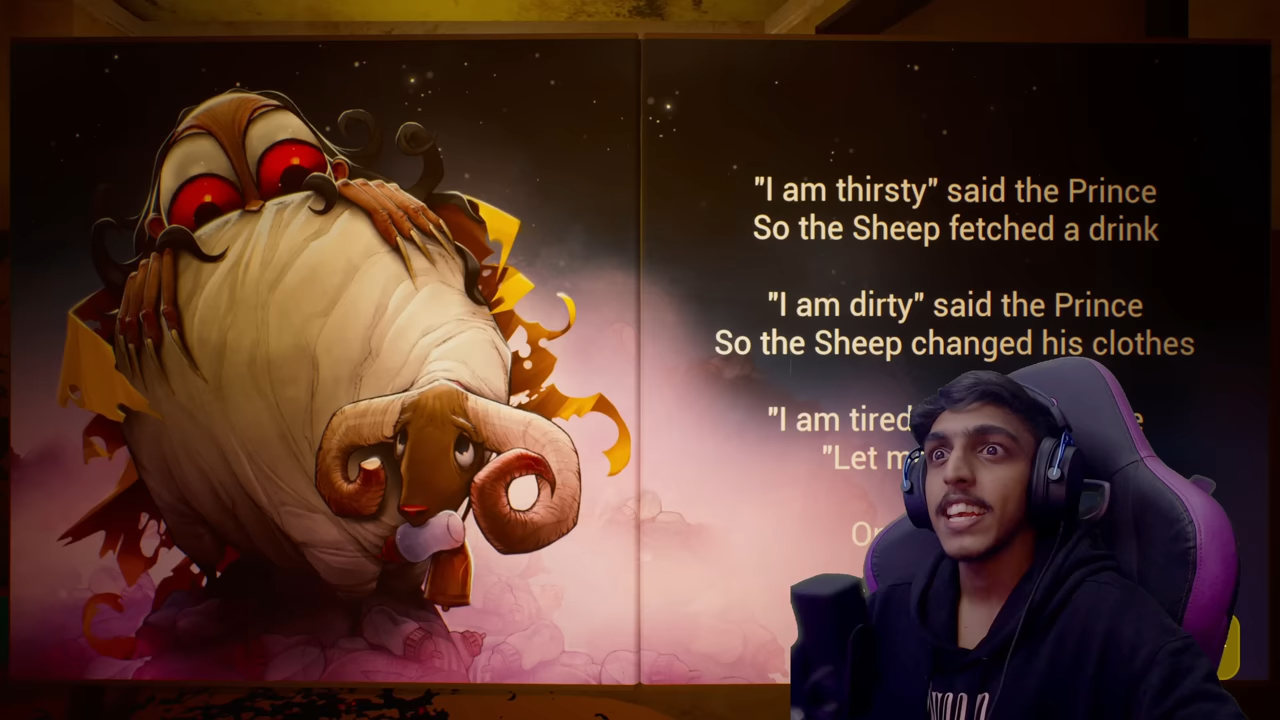 "I am thirsty" said the Prince
So the Sheep fetched a drink
"I am dirty" said the Prince
So the Sheep changed his clothes
"I am tired
"Let